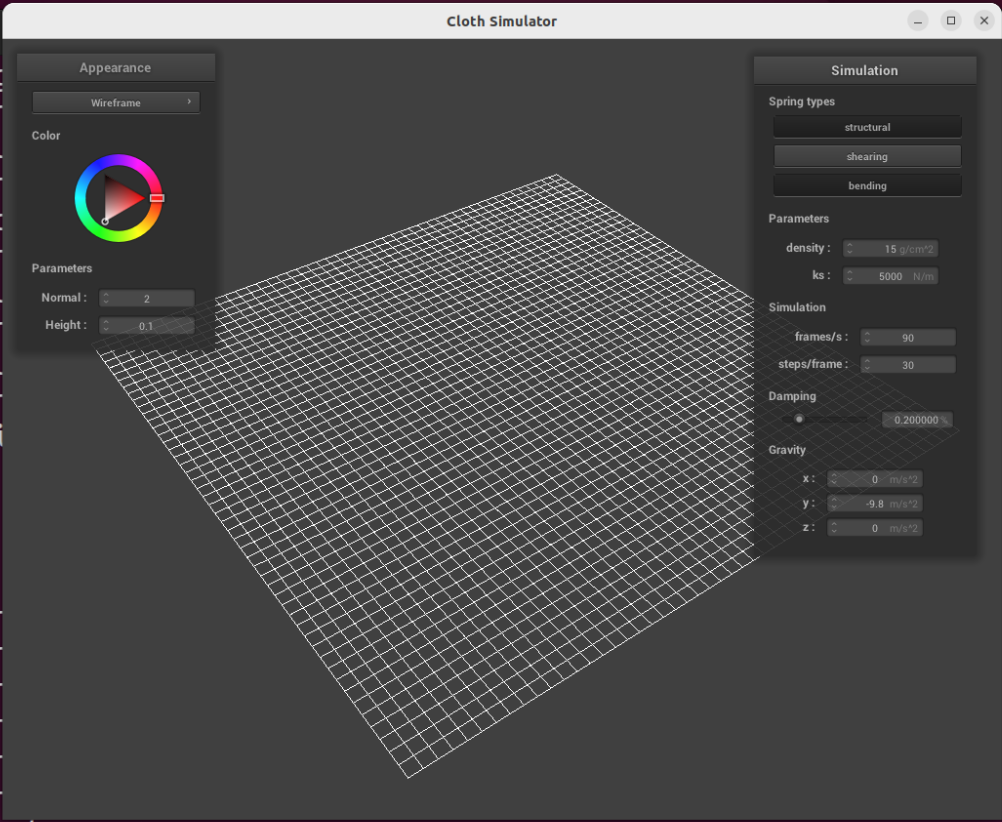 Cloth Simulator
Appearance
Wireframe
Color
Parameters
Normal : 2
Height : 0.1
Simulation
Spring types
structural
shearing
bending
Parameters
density : 15 g/cm^2
ks : 5000 N/m
Simulation
frames/s : 90
steps/frame : 30
Damping
0.200000 %
Gravity
x : 0 m/s^2
y : -9.8 m/s^2
z : 0 m/s^2